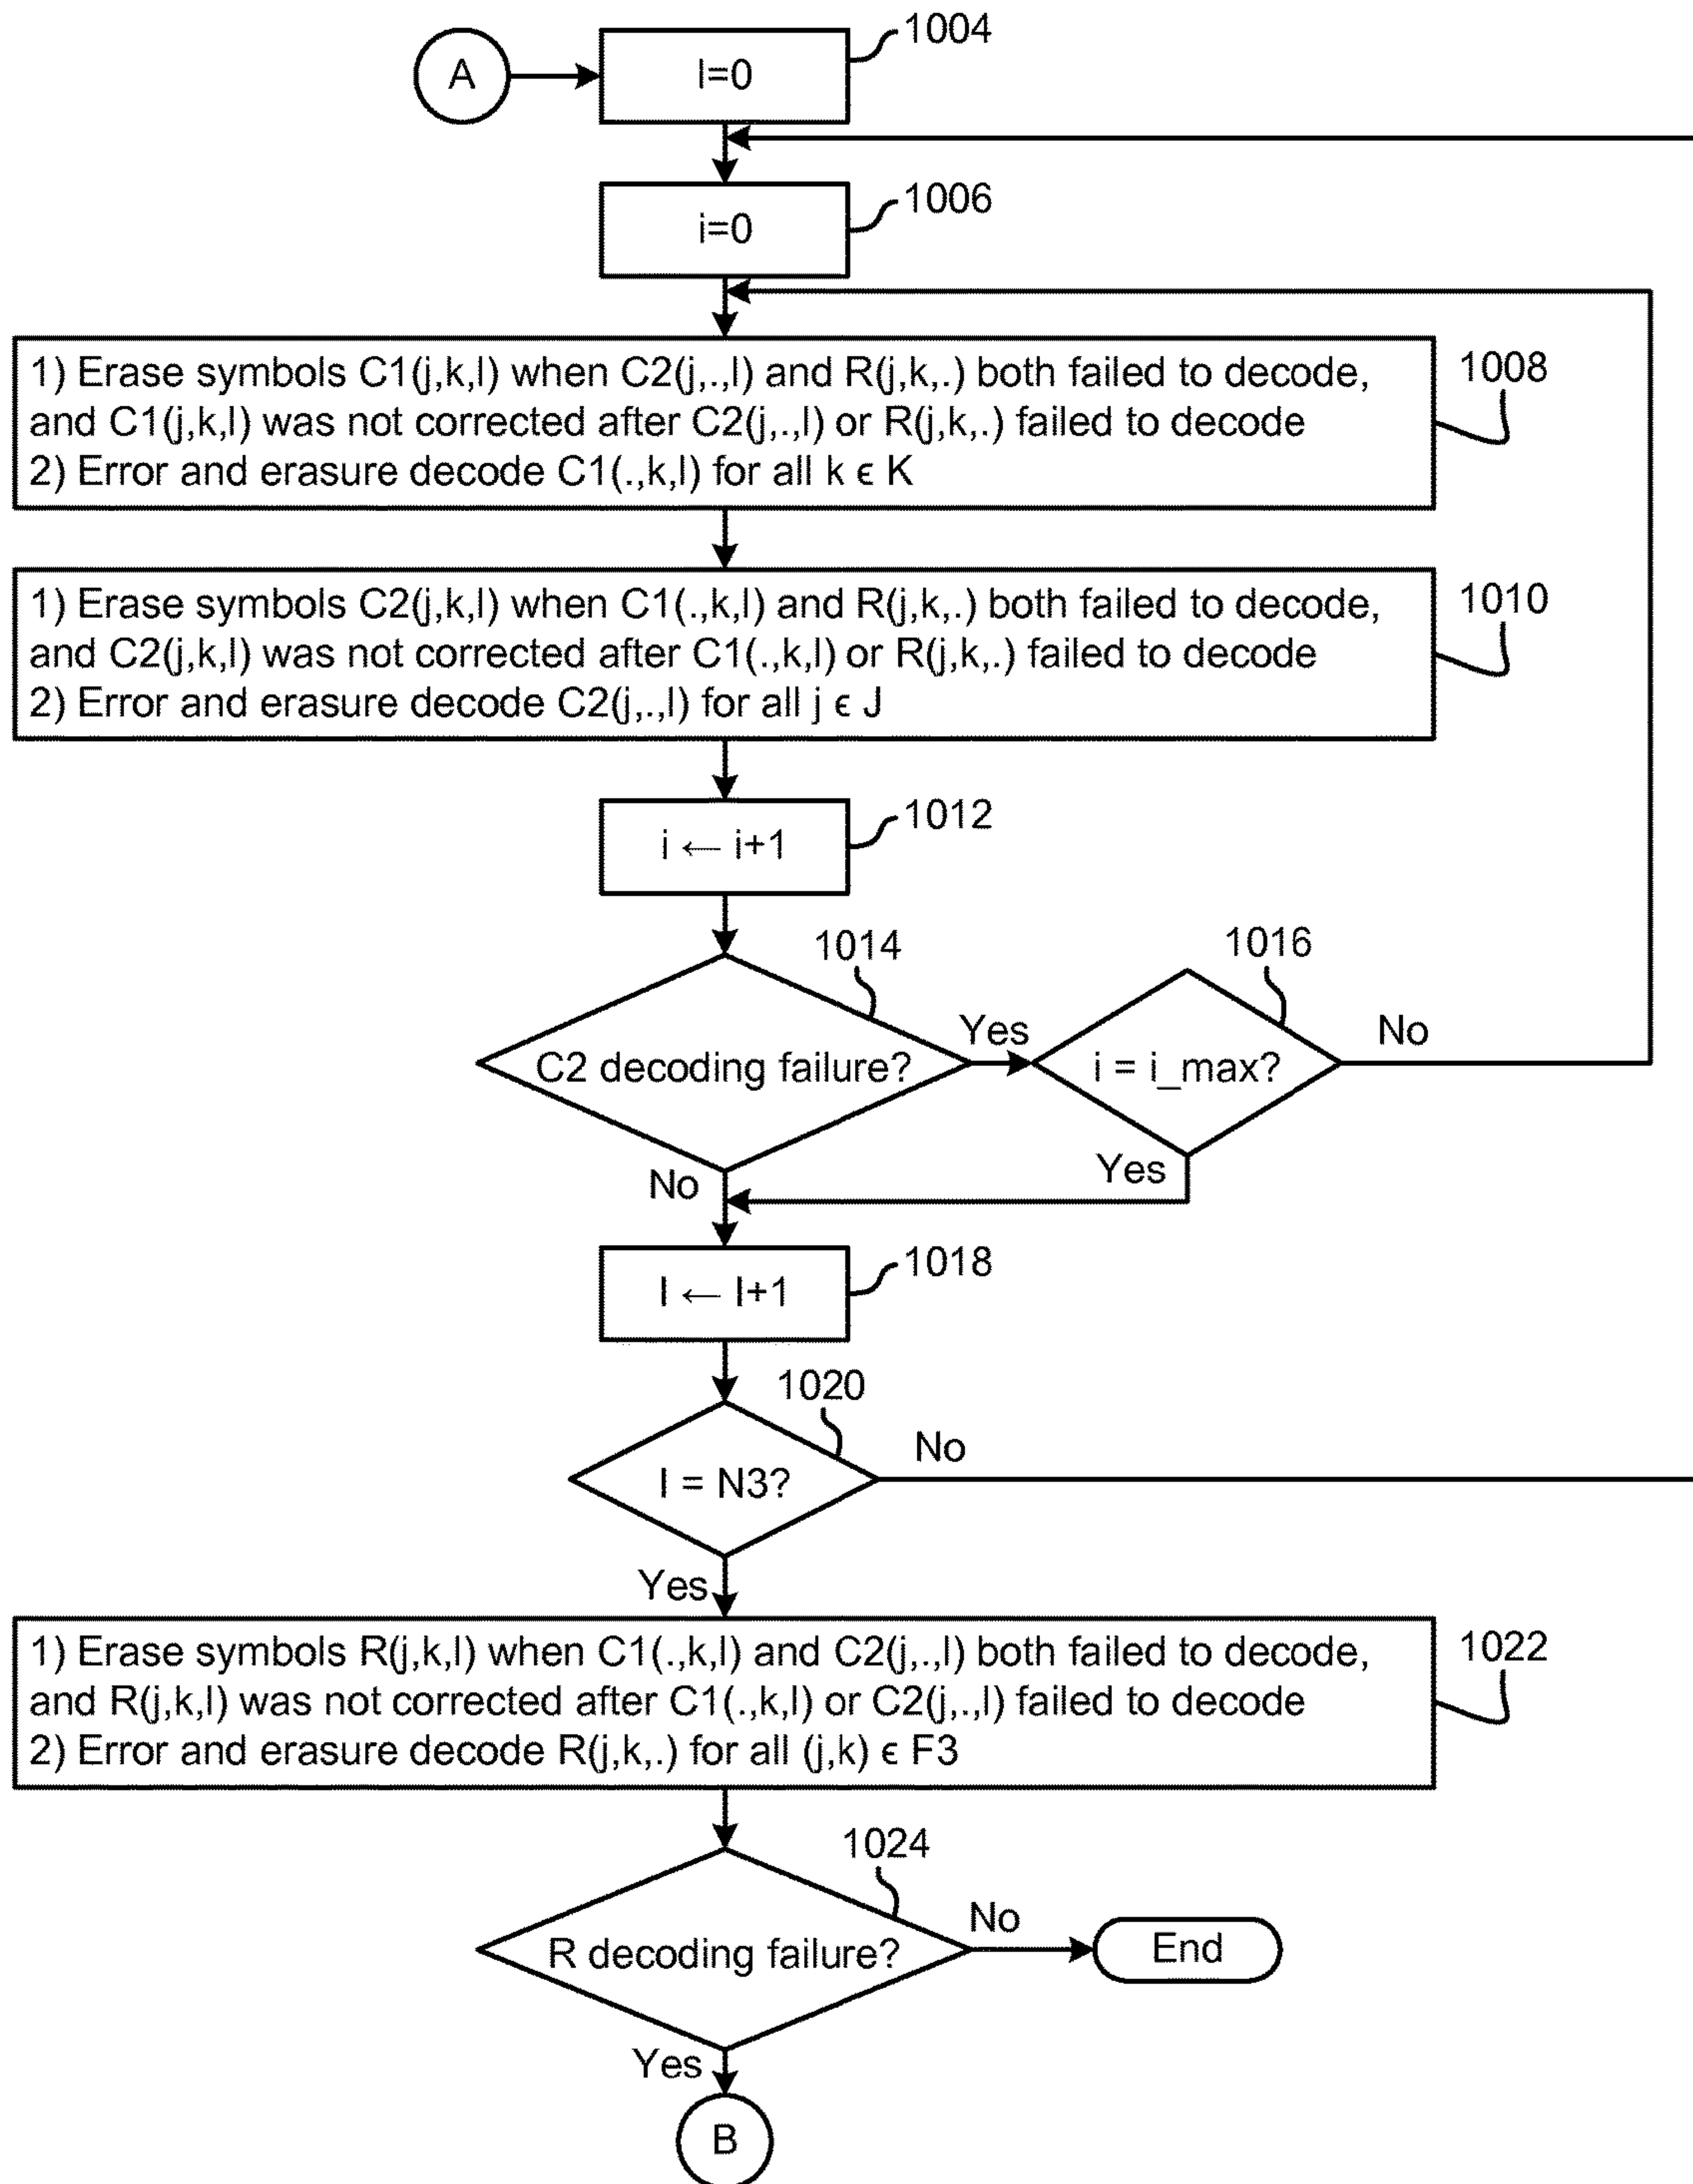 A
l=0
1004
i=0
1006
1) Erase symbols C1(j,k,l) when C2(j,.,l) and R(j,k,.) both failed to decode,
and C1(j,k,l) was not corrected after C2(j,.,l) or R(j,k,.) failed to decode
2) Error and erasure decode C1(.,k,l) for all k ϵ K
1008
1) Erase symbols C2(j,k,l) when C1(.,k,l) and R(j,k,.) both failed to decode,
and C2(j,k,l) was not corrected after C1(.,k,l) or R(j,k,.) failed to decode
2) Error and erasure decode C2(j,.,l) for all j ϵ J
1010
i ← i+1
1012
1014
C2 decoding failure?
Yes
1016
i = i_max?
No
No
Yes
l ← l+1
1018
1020
l = N3?
No
Yes
1) Erase symbols R(j,k,l) when C1(.,k,l) and C2(j,.,l) both failed to decode,
and R(j,k,l) was not corrected after C1(.,k,l) or C2(j,.,l) failed to decode
2) Error and erasure decode R(j,k,.) for all (j,k) ϵ F3
1022
1024
R decoding failure?
No
End
Yes
B